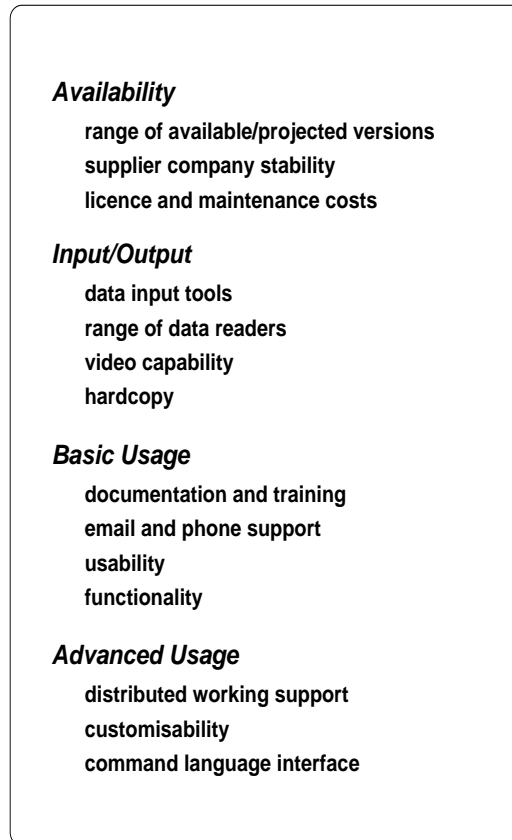 Availability
range of available/projected versions
supplier company stability
licence and maintenance costs
Input/Output
data input tools
range of data readers
video capability
hardcopy
Basic Usage
documentation and training
email and phone support
usability
functionality
Advanced Usage
distributed working support
customisability
command language interface